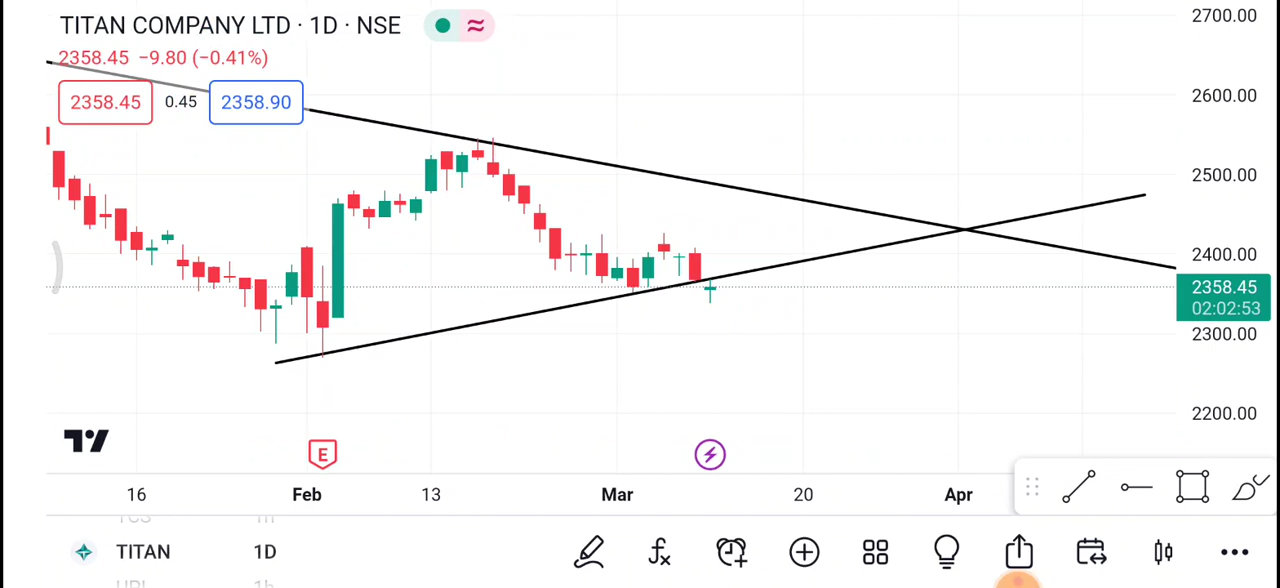 TITAN COMPANY LTD · 1D · NSE
2358.45 −9.80 (−0.41%)
2358.45 0.45 2358.90
2700.00
2600.00
2500.00
2400.00
2358.45
02:02:53
2300.00
2200.00
E
16 Feb 13 Mar 20 Apr
TITAN 1D